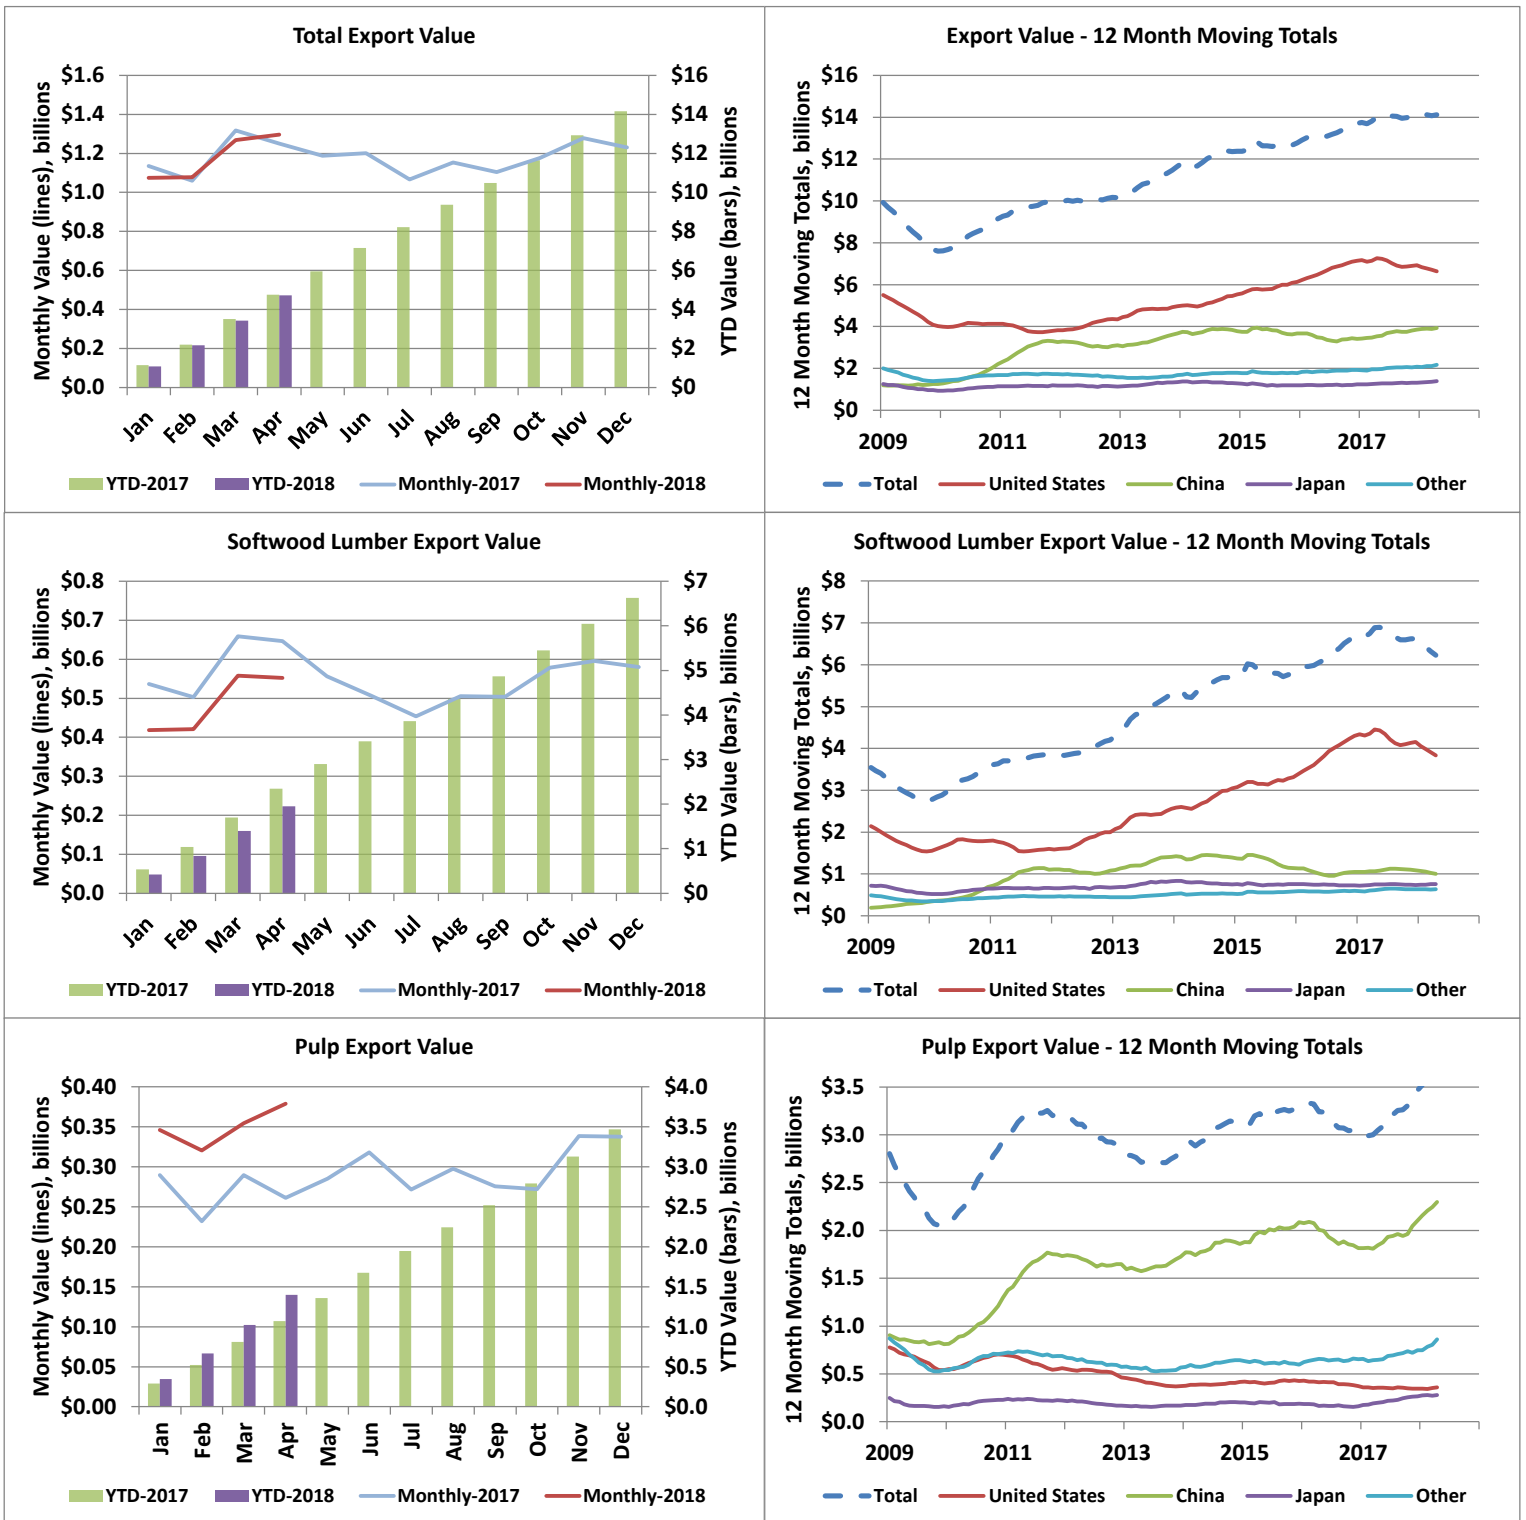 Total Export Value
Monthly Value (lines), billions
$1.6
$1.4
$1.2
$1.0
$0.8
$0.6
$0.4
$0.2
$0.0
$16
$14
$12
$10
$8
$6
$4
$2
$0
YTD Value (bars), billions
Jan Feb Mar Apr May Jun Jul Aug Sep Oct Nov Dec
YTD-2017 YTD-2018 Monthly-2017 Monthly-2018
Export Value - 12 Month Moving Totals
12 Month Moving Totals, billions
$16
$14
$12
$10
$8
$6
$4
$2
$0
2009 2011 2013 2015 2017
Total United States China Japan Other
Softwood Lumber Export Value
Monthly Value (lines), billions
$0.8
$0.7
$0.6
$0.5
$0.4
$0.3
$0.2
$0.1
$0.0
$7
$6
$5
$4
$3
$2
$1
$0
YTD Value (bars), billions
Jan Feb Mar Apr May Jun Jul Aug Sep Oct Nov Dec
YTD-2017 YTD-2018 Monthly-2017 Monthly-2018
Softwood Lumber Export Value - 12 Month Moving Totals
12 Month Moving Totals, billions
$8
$7
$6
$5
$4
$3
$2
$1
$0
2009 2011 2013 2015 2017
Total United States China Japan Other
Pulp Export Value
Monthly Value (lines), billions
$0.40
$0.35
$0.30
$0.25
$0.20
$0.15
$0.10
$0.05
$0.00
$4.0
$3.5
$3.0
$2.5
$2.0
$1.5
$1.0
$0.5
$0.0
YTD Value (bars), billions
Jan Feb Mar Apr May Jun Jul Aug Sep Oct Nov Dec
YTD-2017 YTD-2018 Monthly-2017 Monthly-2018
Pulp Export Value - 12 Month Moving Totals
12 Month Moving Totals, billions
$3.5
$3.0
$2.5
$2.0
$1.5
$1.0
$0.5
$0.0
2009 2011 2013 2015 2017
Total United States China Japan Other